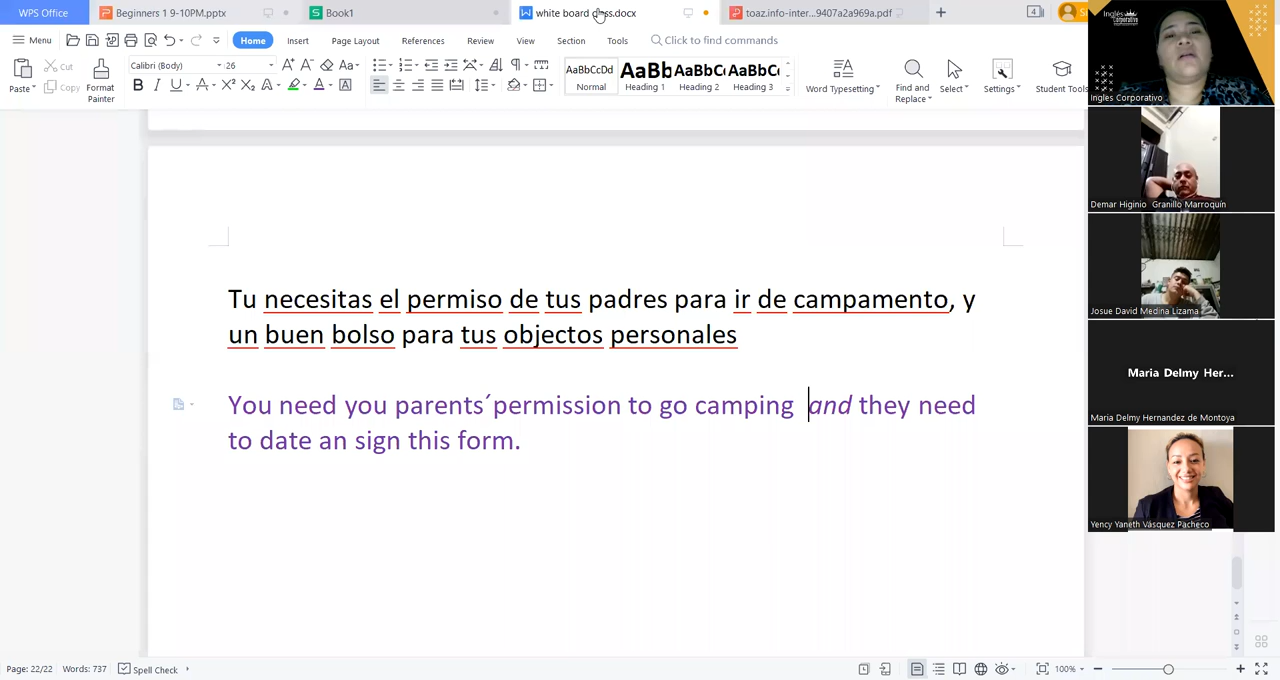 WPS Office
Beginners 1 9-10PM.pptx
Book1
white board class.docx
toaz.info-inter...9407a2a969a.pdf
Menu
Home
Insert
Page Layout
References
Review
View
Section
Tools
Click to find commands
Paste
Cut
Copy
Format Painter
Calibri (Body)
26
AaBbCcDd
Normal
AaBb
Heading 1
AaBbCc
Heading 2
AaBbCc
Heading 3
Word Typesetting
Find and Replace
Select
Settings
Student Tools
Tu necesitas el permiso de tus padres para ir de campamento, y
un buen bolso para tus objectos personales
You need you parents´permission to go camping and they need
to date an sign this form.
Inglés Corporativo
Ingles Corporativo
Demar Higinio Granillo Marroquín
Josue David Medina Lizama
Maria Delmy Her...
Maria Delmy Hernandez de Montoya
Yency Yaneth Vásquez Pacheco
Page: 22/22
Words: 737
Spell Check
100%